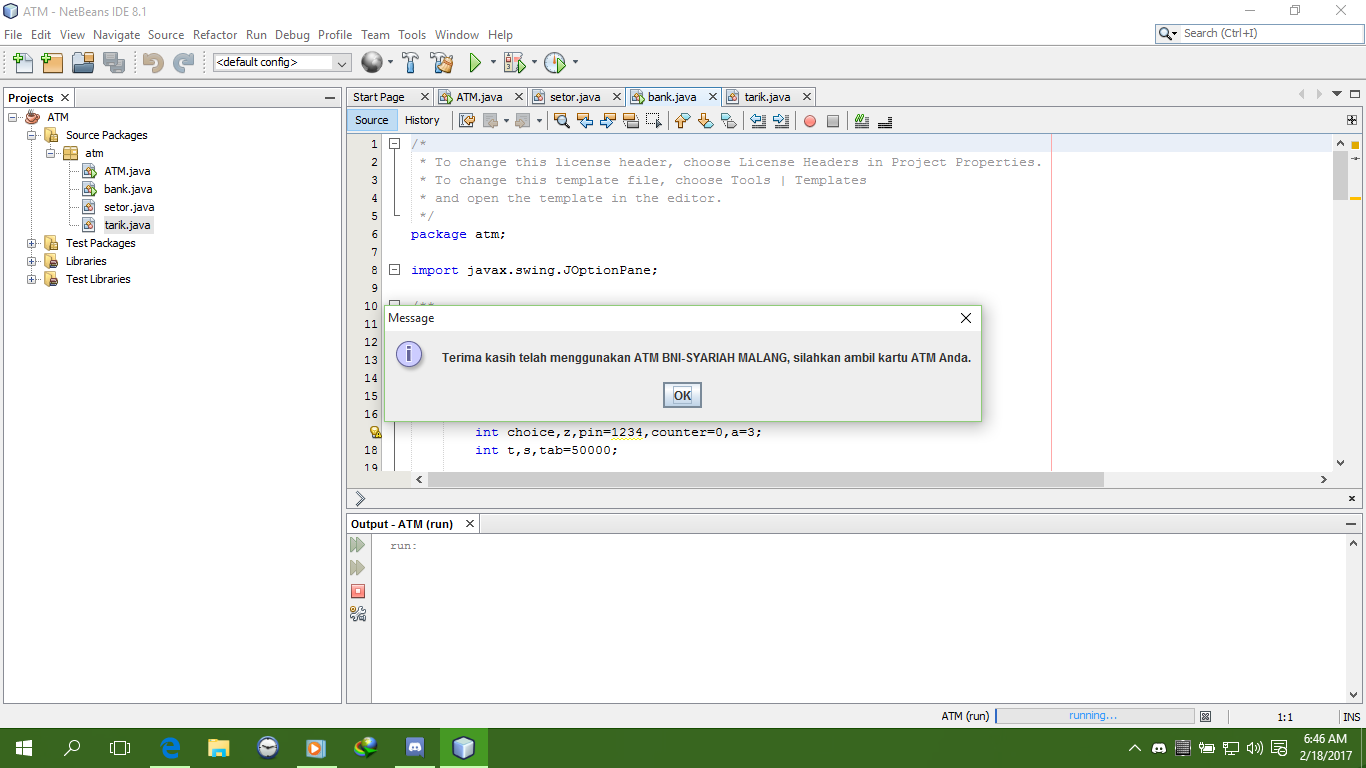 ATM - NetBeans IDE 8.1
File Edit View Navigate Source Refactor Run Debug Profile Team Tools Window Help
Search (Ctrl+I)
<default config>
Projects
ATM
Source Packages
atm
ATM.java
bank.java
setor.java
tarik.java
Test Packages
Libraries
Test Libraries
Start Page ATM.java setor.java bank.java tarik.java
Source History
1 /*
2 * To change this license header, choose License Headers in Project Properties.
3 * To change this template file, choose Tools | Templates
4 * and open the template in the editor.
5 */
6 package atm;
7
8 import javax.swing.JOptionPane;
9
10 /**
11
12
13
14
15
16
int choice,z,pin=1234,counter=0,a=3;
18 int t,s,tab=50000;
19
Message
Terima kasih telah menggunakan ATM BNI-SYARIAH MALANG, silahkan ambil kartu ATM Anda.
OK
Output - ATM (run)
run:
ATM (run) running... 1:1 INS
6:46 AM
2/18/2017